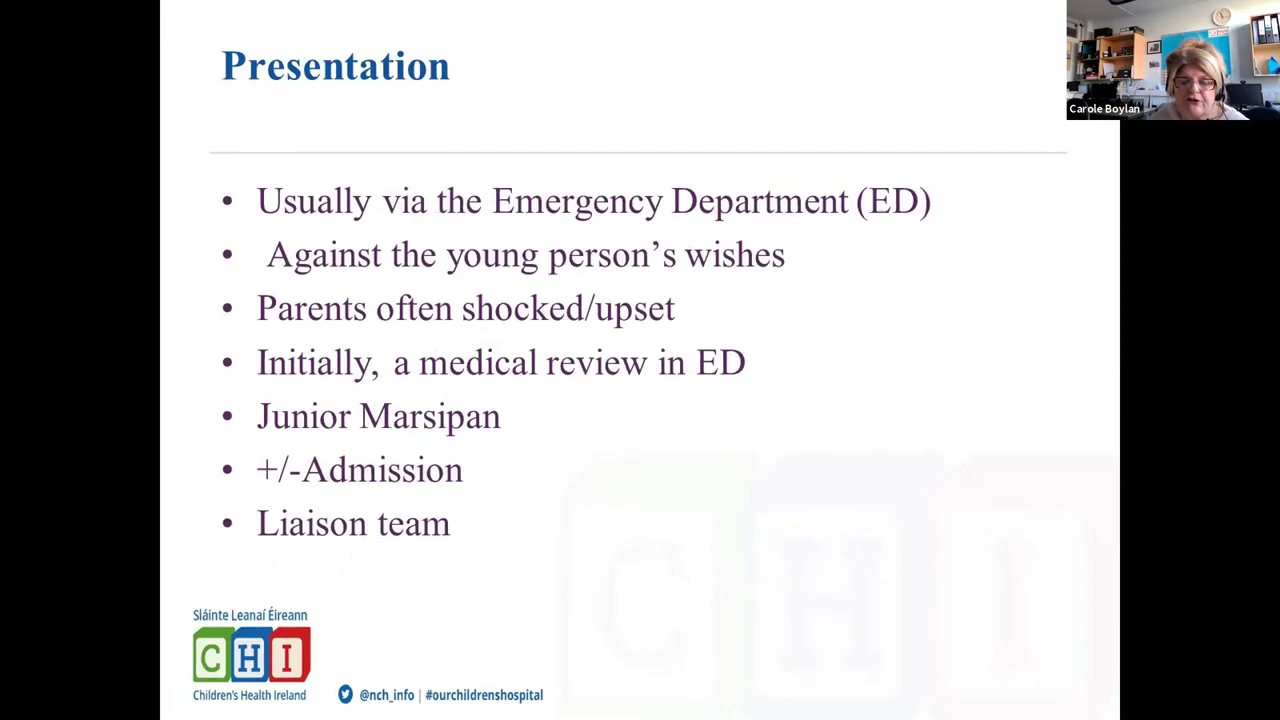 Presentation
Carole Boylan
• Usually via the Emergency Department (ED)
• Against the young person’s wishes
• Parents often shocked/upset
• Initially, a medical review in ED
• Junior Marsipan
• +/-Admission
• Liaison team
Sláinte Leanaí Éireann
CHI
CHI
Children's Health Ireland
@nch_info | #ourchildrenshospital